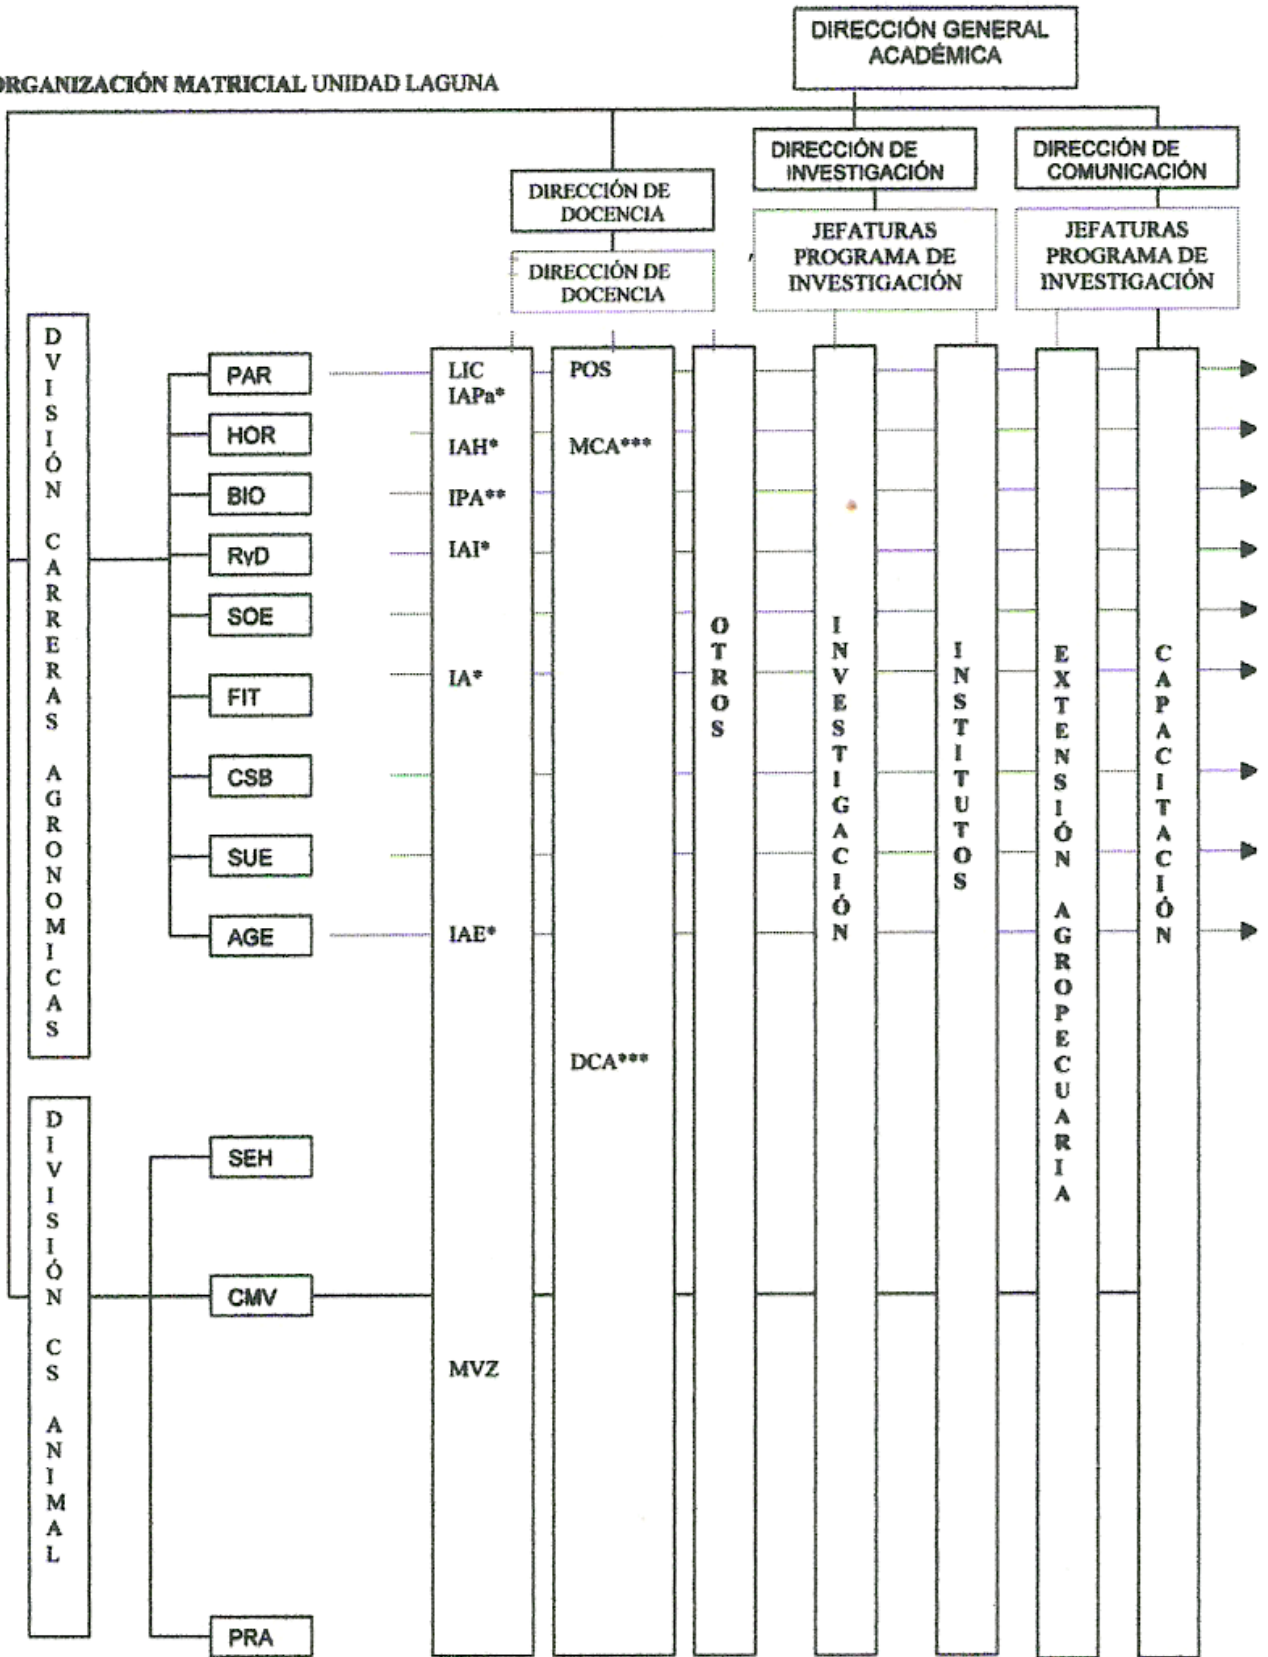 DIRECCIÓN GENERAL
ACADÉMICA
ORGANIZACIÓN MATRICIAL UNIDAD LAGUNA
DIRECCIÓN DE
INVESTIGACIÓN
DIRECCIÓN DE
COMUNICACIÓN
DIRECCIÓN DE
DOCENCIA
JEFATURAS
PROGRAMA DE
INVESTIGACIÓN
JEFATURAS
PROGRAMA DE
INVESTIGACIÓN
DIRECCIÓN DE
DOCENCIA
DVISIÓN CARRERAS AGRONOMICAS
PAR
HOR
BIO
RyD
SOE
FIT
CSB
SUE
AGE
DIVISIÓN CS ANIMAL
SEH
CMV
PRA
LIC
IAPa*
IAH*
IPA**
IAI*
IA*
IAE*
MVZ
POS
MCA***
DCA***
OTROS
INVESTIGACIÓN
INSTITUTOS
EXTENSIÓN AGROPECUARIA
CAPACITACIÓN